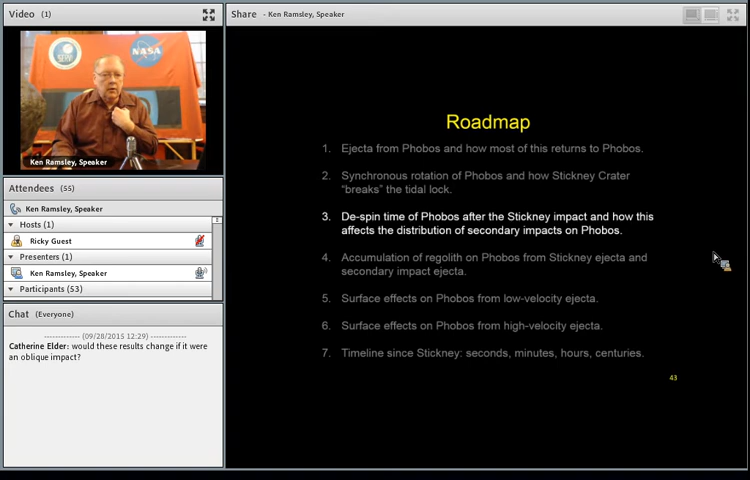 Video (1)
SERVI
NASA
Ken Ramsley, Speaker
Attendees (55)
Ken Ramsley, Speaker
Hosts (1)
Ricky Guest
Presenters (1)
Ken Ramsley, Speaker
Participants (53)
Chat (Everyone)
------------- (09/28/2015 12:29) -------------
Catherine Elder: would these results change if it were
an oblique impact?
Share - Ken Ramsley, Speaker
Roadmap
1. Ejecta from Phobos and how most of this returns to Phobos.
2. Synchronous rotation of Phobos and how Stickney Crater
“breaks” the tidal lock.
3. De-spin time of Phobos after the Stickney impact and how this
affects the distribution of secondary impacts on Phobos.
4. Accumulation of regolith on Phobos from Stickney ejecta and
secondary impact ejecta.
5. Surface effects on Phobos from low-velocity ejecta.
6. Surface effects on Phobos from high-velocity ejecta.
7. Timeline since Stickney: seconds, minutes, hours, centuries.
43